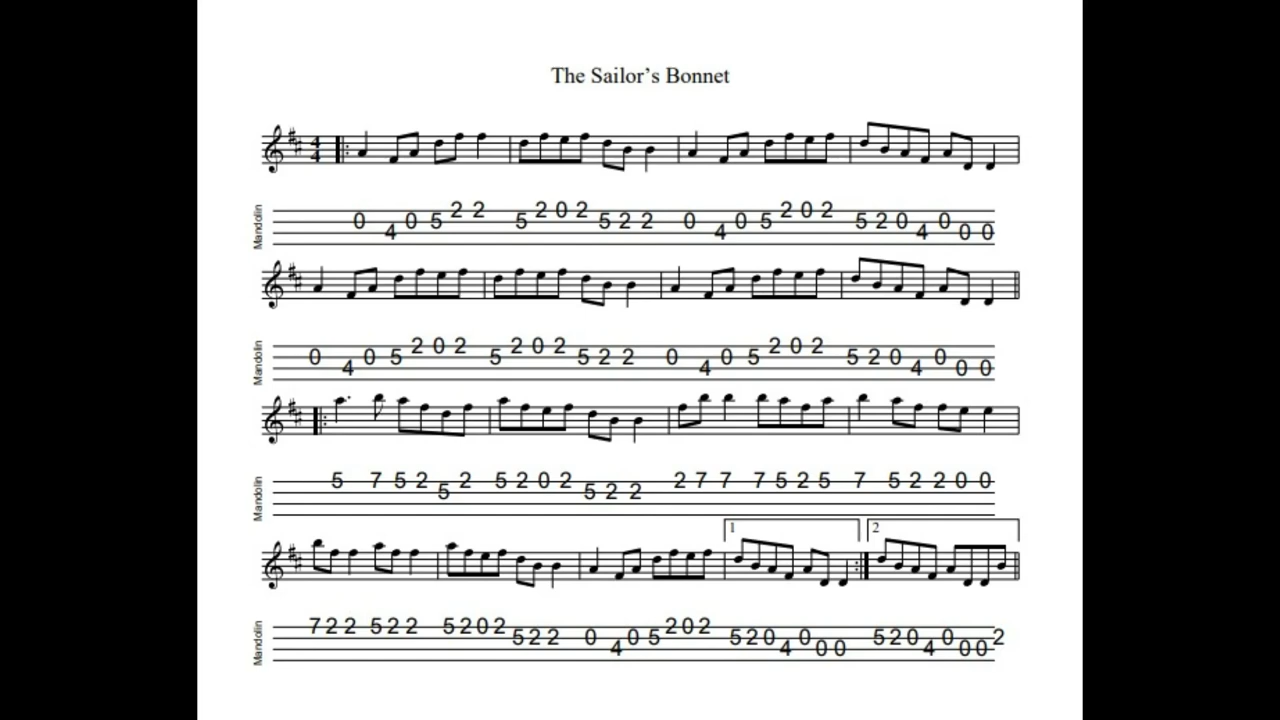 The Sailor's Bonnet
4
4
Mandolin
0 4 0 5 2 2 5 2 0 2 5 2 2 0 4 0 5 2 0 2 5 2 0 4 0 0 0
Mandolin
0 4 0 5 2 0 2 5 2 0 2 5 2 2 0 4 0 5 2 0 2 5 2 0 4 0 0 0
Mandolin
5 7 5 2 5 2 5 2 0 2 5 2 2 2 7 7 7 5 2 5 7 5 2 2 0 0
1 2
Mandolin
7 2 2 5 2 2 5 2 0 2 5 2 2 0 4 0 5 2 0 2 5 2 0 4 0 0 0 5 2 0 4 0 0 0 2